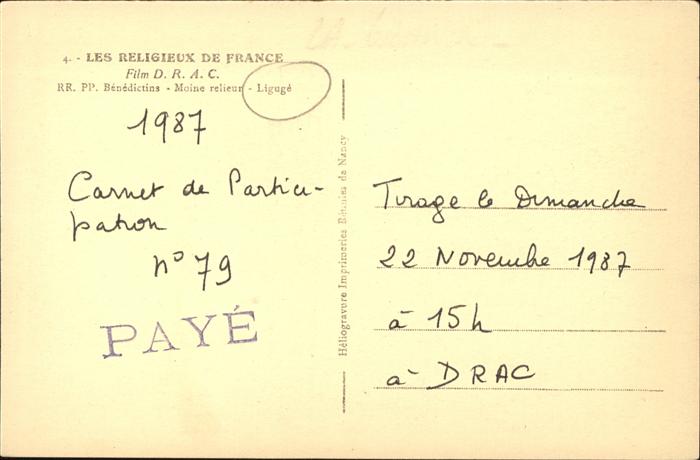 4. - LES RELIGIEUX DE FRANCE
Film D. R. A. C.
RR. PP. Bénédictins - Moine relieur - Ligugé
1987
Carnet de Partici-
pation
n° 79
PAYÉ
Héliogravure Imprimeries Réunies de Nancy
Tirage le Dimanche
22 Novembre 1987
à 15h
à DRAC